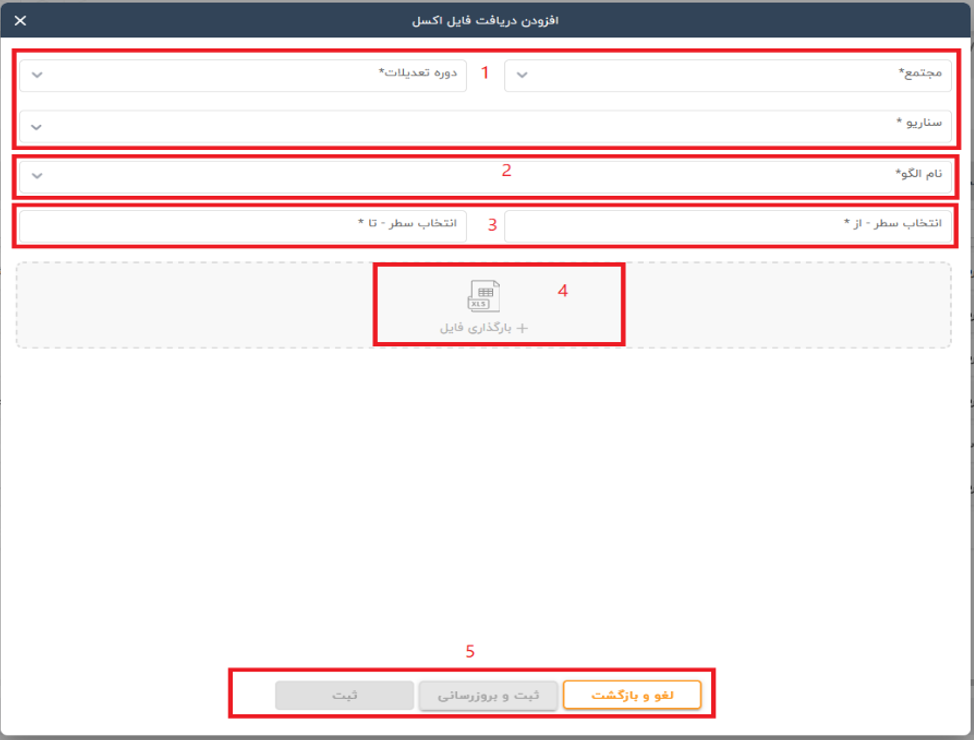 افزودن دریافت فایل اکسل
مجتمع*
1
دوره تعدیلات*
سناریو *
2
نام الگو*
انتخاب سطر - از *
3
انتخاب سطر - تا *
4
XLS
+ بارگذاری فایل
5
لغو و بازگشت
ثبت و بروزرسانی
ثبت